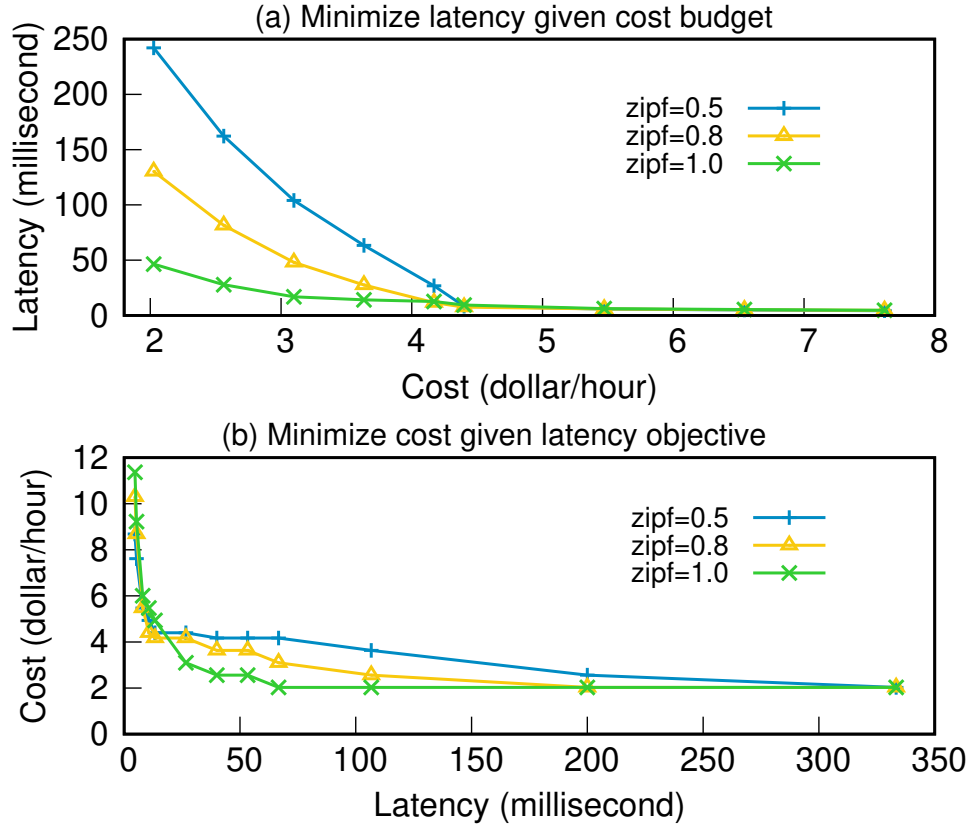 (a) Minimize latency given cost budget
Latency (millisecond)
250
200
150
100
50
0
zipf=0.5
zipf=0.8
zipf=1.0
2 3 4 5 6 7 8
Cost (dollar/hour)
(b) Minimize cost given latency objective
Cost (dollar/hour)
12
10
8
6
4
2
0
zipf=0.5
zipf=0.8
zipf=1.0
0 50 100 150 200 250 300 350
Latency (millisecond)